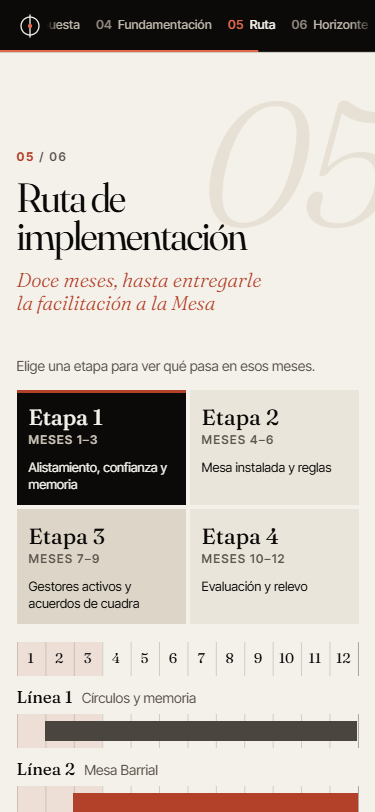 uesta 04 Fundamentación 05 Ruta 06 Horizonte
05
05 / 06
Ruta de
implementación
Doce meses, hasta entregarle
la facilitación a la Mesa
Elige una etapa para ver qué pasa en esos meses.
Etapa 1
MESES 1–3
Alistamiento, confianza y
memoria
Etapa 2
MESES 4–6
Mesa instalada y reglas
Etapa 3
MESES 7–9
Gestores activos y
acuerdos de cuadra
Etapa 4
MESES 10–12
Evaluación y relevo
1 2 3 4 5 6 7 8 9 10 11 12
Línea 1 Círculos y memoria
Línea 2 Mesa Barrial